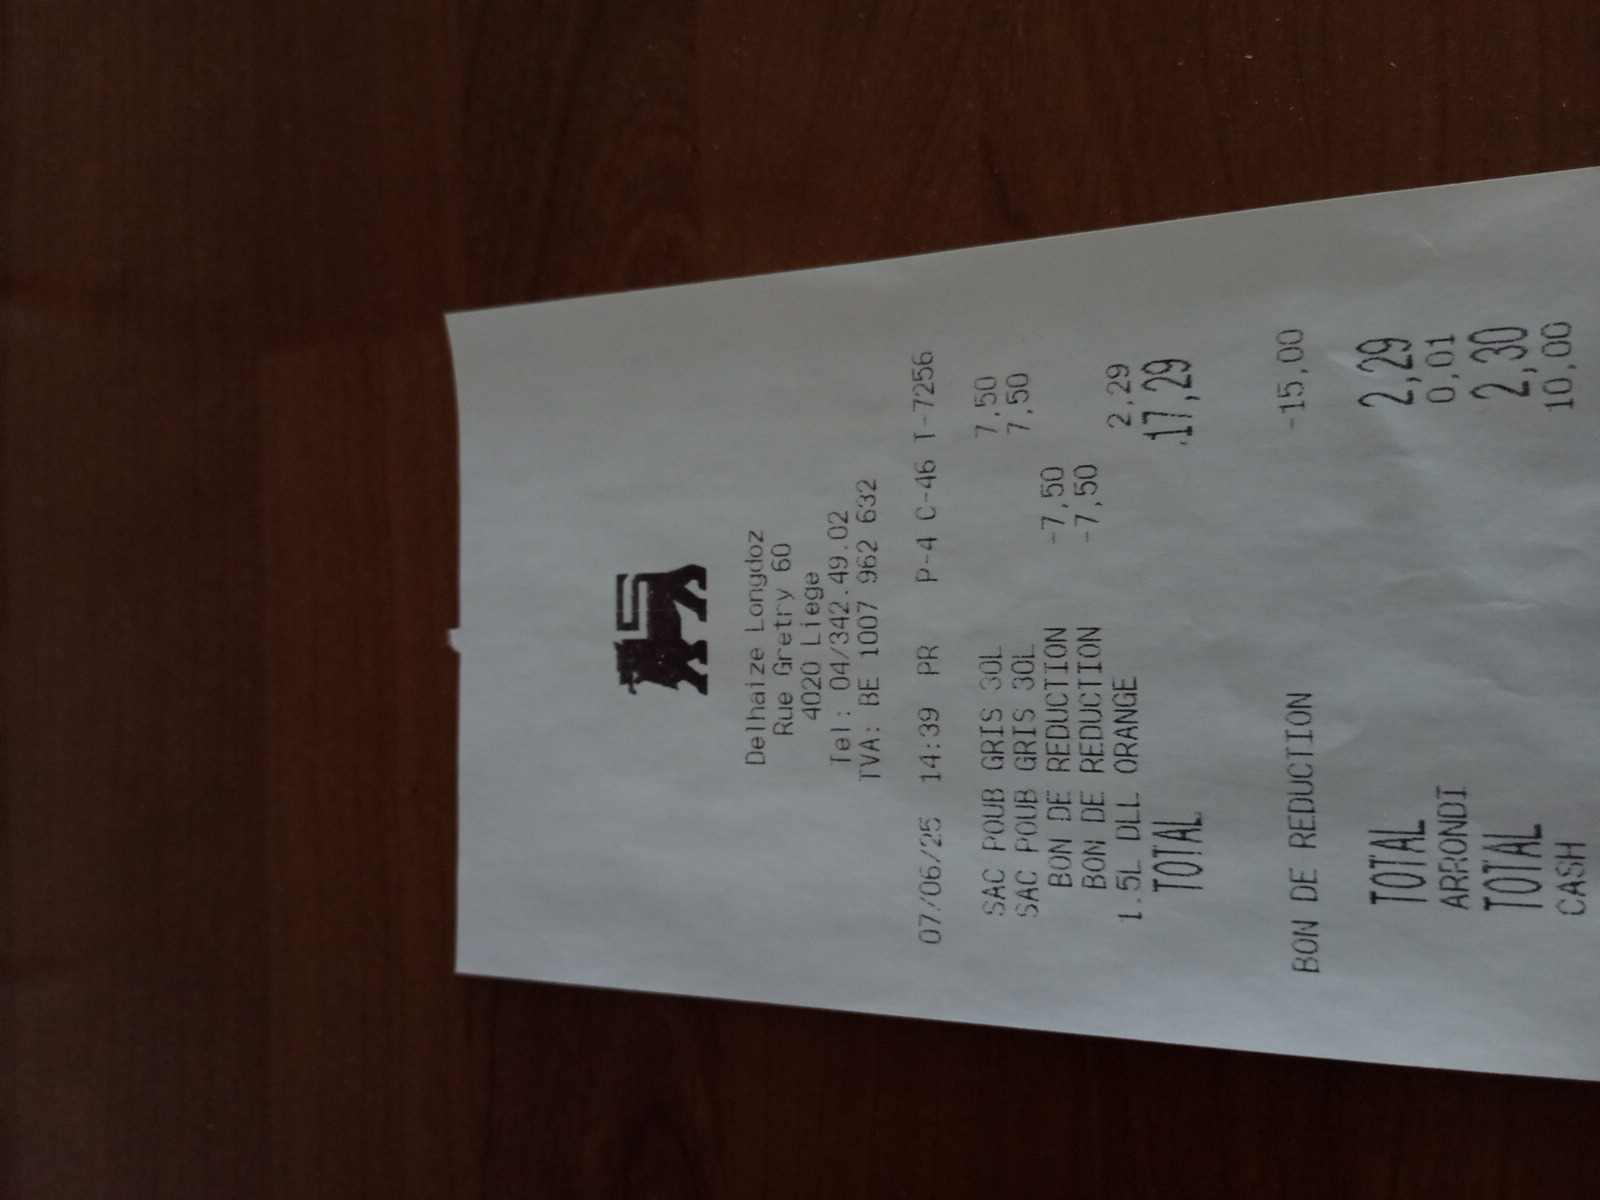 Delhaize Longdoz
Rue Gretry 60
4020 Liege
Tel: 04/342.49.02
TVA: BE 1007 962 632
07/06/25 14:39 PR P-4 C-46 T-7256
SAC POUB GRIS 30L 7,50
SAC POUB GRIS 30L 7,50
BON DE REDUCTION -7,50
BON DE REDUCTION -7,50
1.5L DLL ORANGE 2,29
TOTAL 17,29
BON DE REDUCTION -15,00
TOTAL 2,29
ARRONDI 0,01
TOTAL 2,30
CASH 10,00